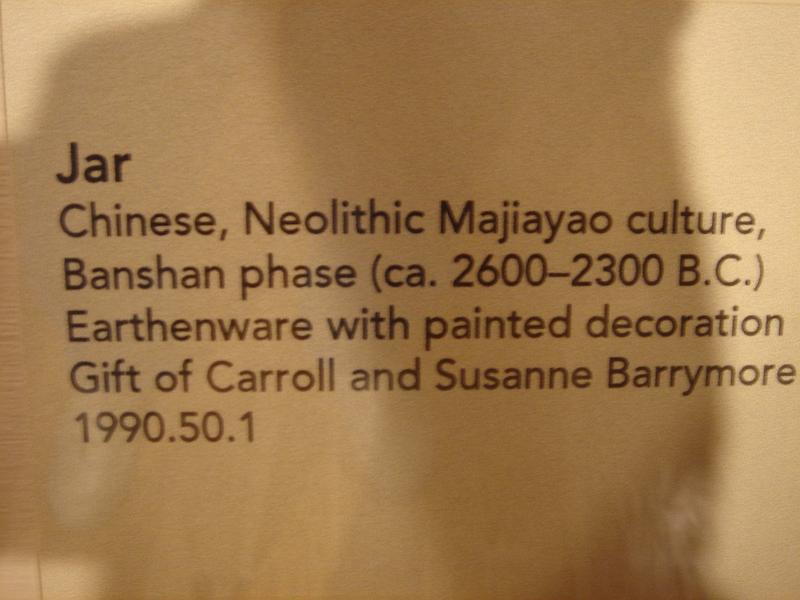 Jar
Chinese, Neolithic Majiayao culture,
Banshan phase (ca. 2600–2300 B.C.)
Earthenware with painted decoration
Gift of Carroll and Susanne Barrymore
1990.50.1